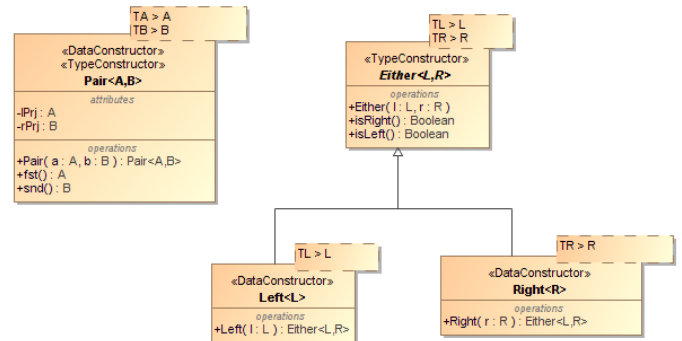 TA > A
TB > B
«DataConstructor»
«TypeConstructor»
Pair<A,B>
attributes
-lPrj : A
-rPrj : B
operations
+Pair( a : A, b : B ) : Pair<A,B>
+fst() : A
+snd() : B
TL > L
TR > R
«TypeConstructor»
Either<L,R>
operations
+Either( l : L, r : R )
+isRight() : Boolean
+isLeft() : Boolean
TL > L
«DataConstructor»
Left<L>
operations
+Left( l : L ) : Either<L,R>
TR > R
«DataConstructor»
Right<R>
operations
+Right( r : R ) : Either<L,R>